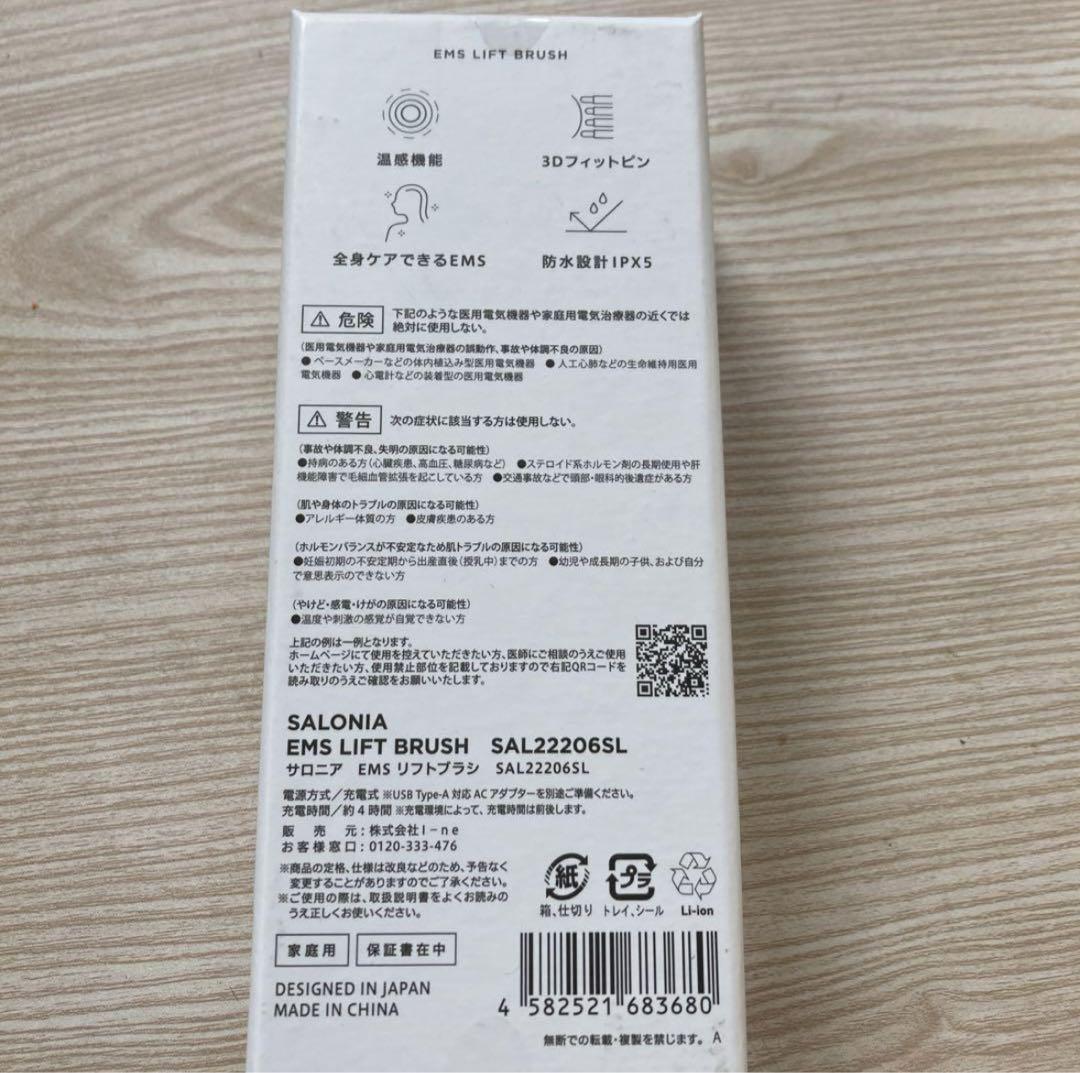 EMS LIFT BRUSH
温感機能
3Dフィットピン
全身ケアできるEMS
防水設計IPX5
⚠ 危険 下記のような医用電気機器や家庭用電気治療器の近くでは
絶対に使用しない。
(医用電気機器や家庭用電気治療器の誤動作、事故や体調不良の原因)
●ペースメーカーなどの体内植込み型医用電気機器 ●人工心肺などの生命維持用医用
電気機器 ●心電計などの装着型の医用電気機器
⚠ 警告 次の症状に該当する方は使用しない。
(事故や体調不良、失明の原因になる可能性)
●持病のある方(心臓疾患、高血圧、糖尿病など) ●ステロイド系ホルモン剤の長期使用や肝
機能障害で毛細血管拡張を起こしている方 ●交通事故などで頭部・眼科的後遺症がある方
(肌や身体のトラブルの原因になる可能性)
●アレルギー体質の方 ●皮膚疾患のある方
(ホルモンバランスが不安定なため肌トラブルの原因になる可能性)
●妊娠初期の不安定期から出産直後(授乳中)までの方 ●幼児や成長期の子供、および自分
で意思表示のできない方
(やけど・感電・けがの原因になる可能性)
●温度や刺激の感覚が自覚できない方
上記の例は一例となります。
ホームページにて使用を控えていただきたい方、医師にご相談のうえご使用
いただきたい方、使用禁止部位を記載しておりますので右記QRコードを
読み取りのうえご確認をお願いいたします。
SALONIA
EMS LIFT BRUSH SAL22206SL
サロニア EMS リフトブラシ SAL22206SL
電源方式/充電式 ※USB Type-A 対応 AC アダプターを別途ご準備ください。
充電時間/約4時間 ※充電環境によって、充電時間は前後します。
販売元:株式会社I-ne
お客様窓口:0120-333-476
※商品の定格、仕様は改良などのため、予告なく
変更することがありますのでご了承ください。
※ご使用の際は、取扱説明書をよくお読みの
うえ正しくお使いください。
紙 プラ
箱、仕切り トレイ、シール Li-ion
家庭用 保証書在中
DESIGNED IN JAPAN
MADE IN CHINA
4 582521 683680
無断での転載・複製を禁じます。 A